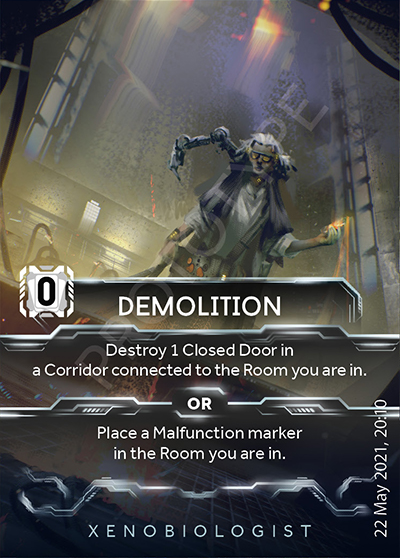 0
DEMOLITION
Destroy 1 Closed Door in
a Corridor connected to the Room you are in.
OR
Place a Malfunction marker
in the Room you are in.
XENOBIOLOGIST
22 May 2021, 20:10
PROTOTYPE